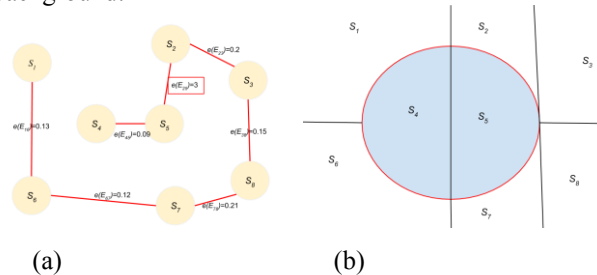 S1
S2
e(E23)=0.2
S3
e(E25)=3
S4
e(E45)=0.09
S5
e(E16)=0.13
e(E38)=0.15
S6
e(E67)=0.12
S7
e(E78)=0.21
S8
(a)
S1
S2
S3
S4
S5
S6
S7
S8
(b)